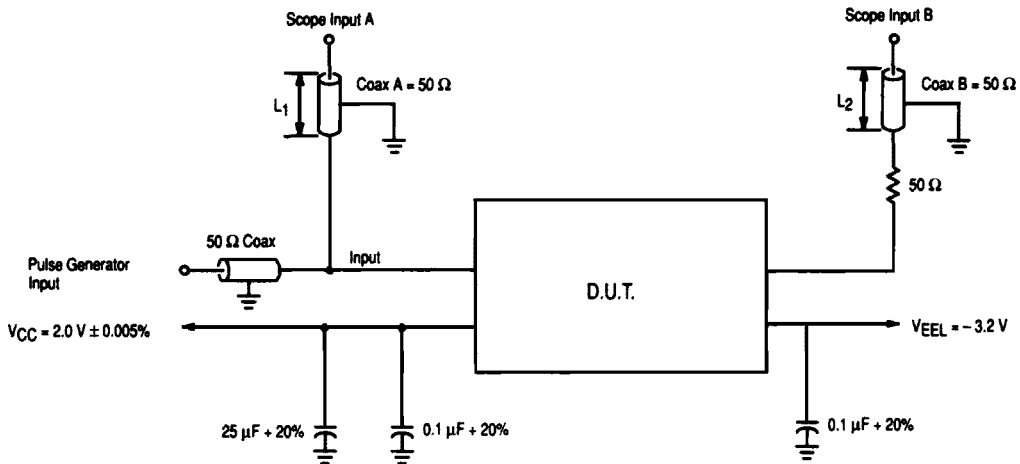 Scope Input A
Scope Input B
L1
Coax A = 50 Ω
L2
Coax B = 50 Ω
50 Ω
50 Ω Coax
Pulse Generator
Input
Input
D.U.T.
VCC = 2.0 V ± 0.005%
VEEL = – 3.2 V
25 µF + 20%
0.1 µF + 20%
0.1 µF + 20%